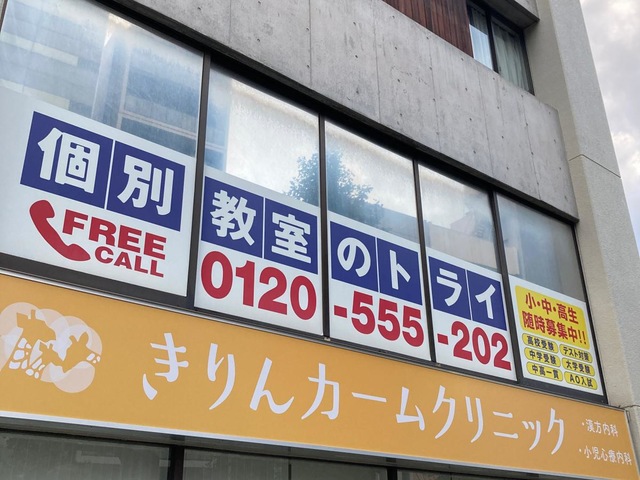 個別教室のトライ
FREE CALL
0120-555-202
小・中・高生
随時募集中!!
高校受験 テスト対策
中学受験 大学受験
中高一貫 AO入試
きりんカームクリニック
・漢方内科
・小児心療内科